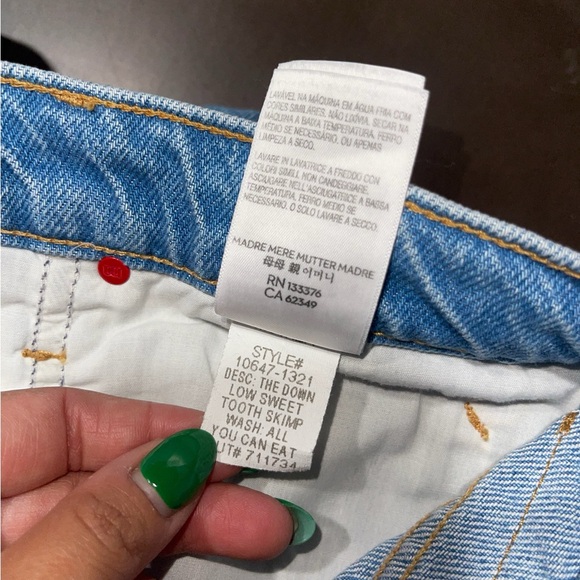 LAVÁVEL NA MÁQUINA EM ÁGUA FRIA COM
CORES SIMILARES, NÃO LIXÍVIA. SECAR NA
MÁQUINA A BAIXA TEMPERATURA. FERRO
MÉDIO SE NECESSÁRIO, OU APENAS
LIMPEZA A SECO.
LAVARE IN LAVATRICE A FREDDO CON
COLORI SIMILI. NON CANDEGGIARE.
ASCIUGARE NELL'ASCIUGATRICE A BASSA
TEMPERATURA, FERRO MEDIO SE
NECESSARIO. O SOLO LAVARE A SECCO.
MADRE MERE MUTTER MADRE
母母 親 어머니
RN 133376
CA 62349
STYLE#
10647-1321
DESC: THE DOWN
LOW SWEET
TOOTH SKIMP
WASH: ALL
YOU CAN EAT
UT# 711734